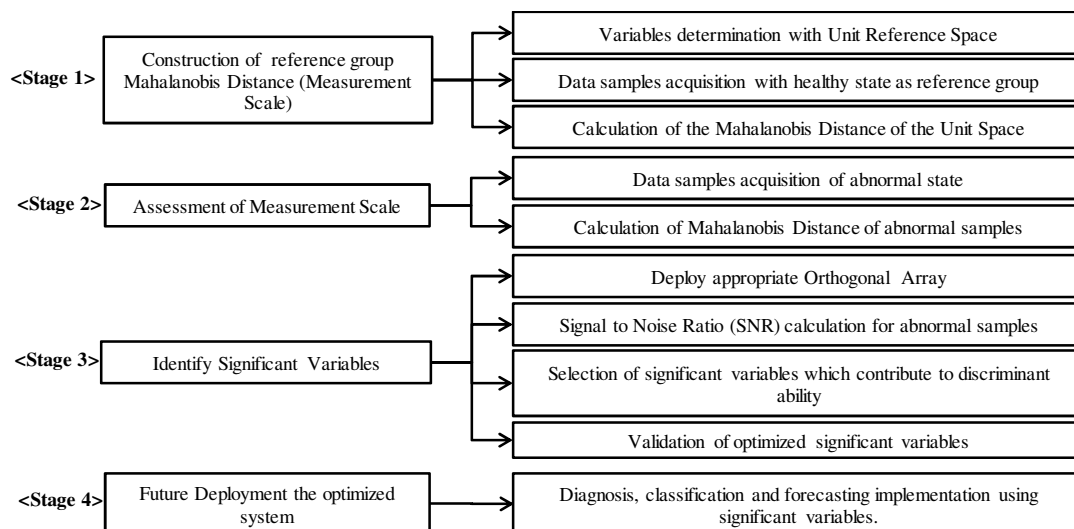 <Stage 1>
Construction of reference group
Mahalanobis Distance (Measurement
Scale)
Variables determination with Unit Reference Space
Data samples acquisition with healthy state as reference group
Calculation of the Mahalanobis Distance of the Unit Space
<Stage 2>
Assessment of Measurement Scale
Data samples acquisition of abnormal state
Calculation of Mahalanobis Distance of abnormal samples
<Stage 3>
Identify Significant Variables
Deploy appropriate Orthogonal Array
Signal to Noise Ratio (SNR) calculation for abnormal samples
Selection of significant variables which contribute to discriminant
ability
Validation of optimized significant variables
<Stage 4>
Future Deployment the optimized
system
Diagnosis, classification and forecasting implementation using
significant variables.